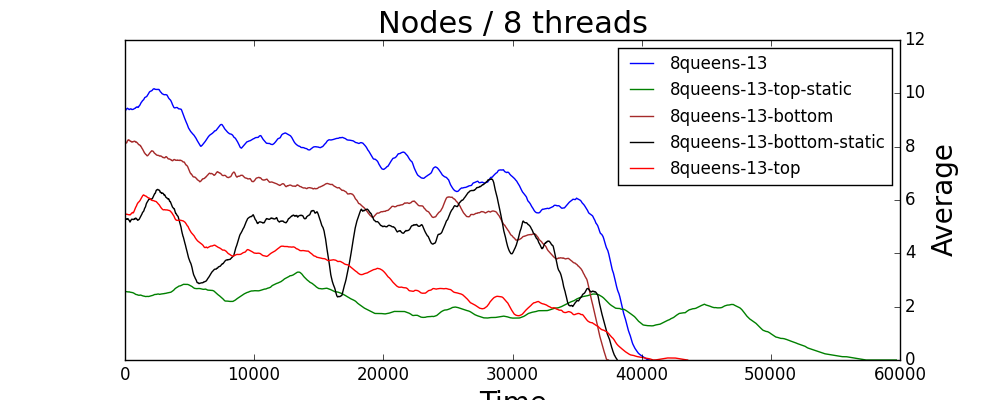 Nodes / 8 threads
12
10
8
6
4
2
0
8queens-13
8queens-13-top-static
8queens-13-bottom
8queens-13-bottom-static
8queens-13-top
Average
0 10000 20000 30000 40000 50000 60000
Time